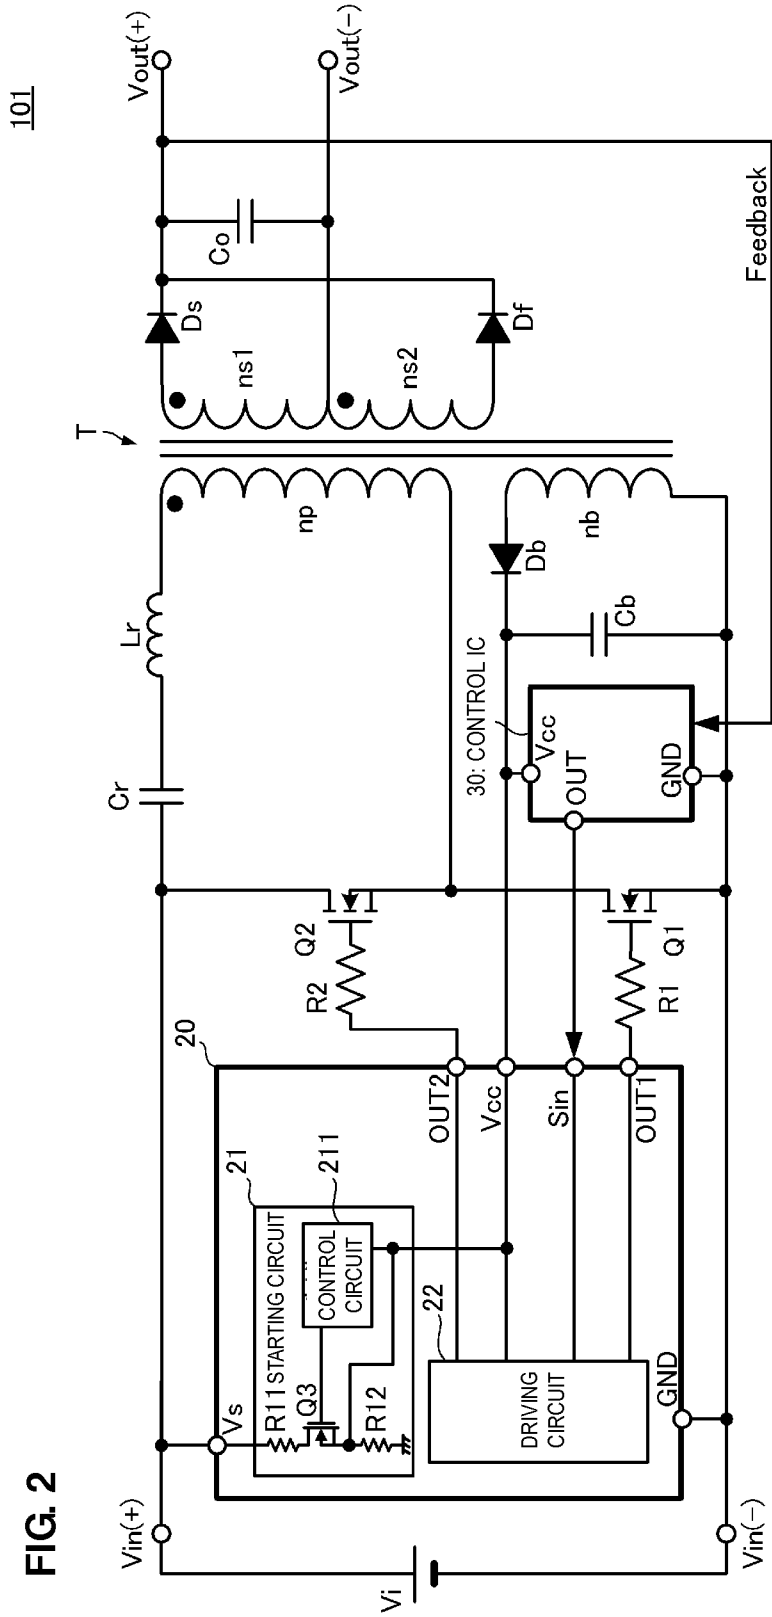 FIG. 2
101
Vin(+)
Vin(-)
Vi
20
Vs
21
STARTING CIRCUIT
R11
Q3
R12
211
CONTROL
CIRCUIT
22
DRIVING
CIRCUIT
GND
OUT2
Vcc
Sin
OUT1
R2
Q2
R1
Q1
Cr
Lr
30: CONTROL IC
Vcc
OUT
GND
Cb
Db
T
np
nb
ns1
ns2
Ds
Df
Co
Vout(+)
Vout(-)
Feedback